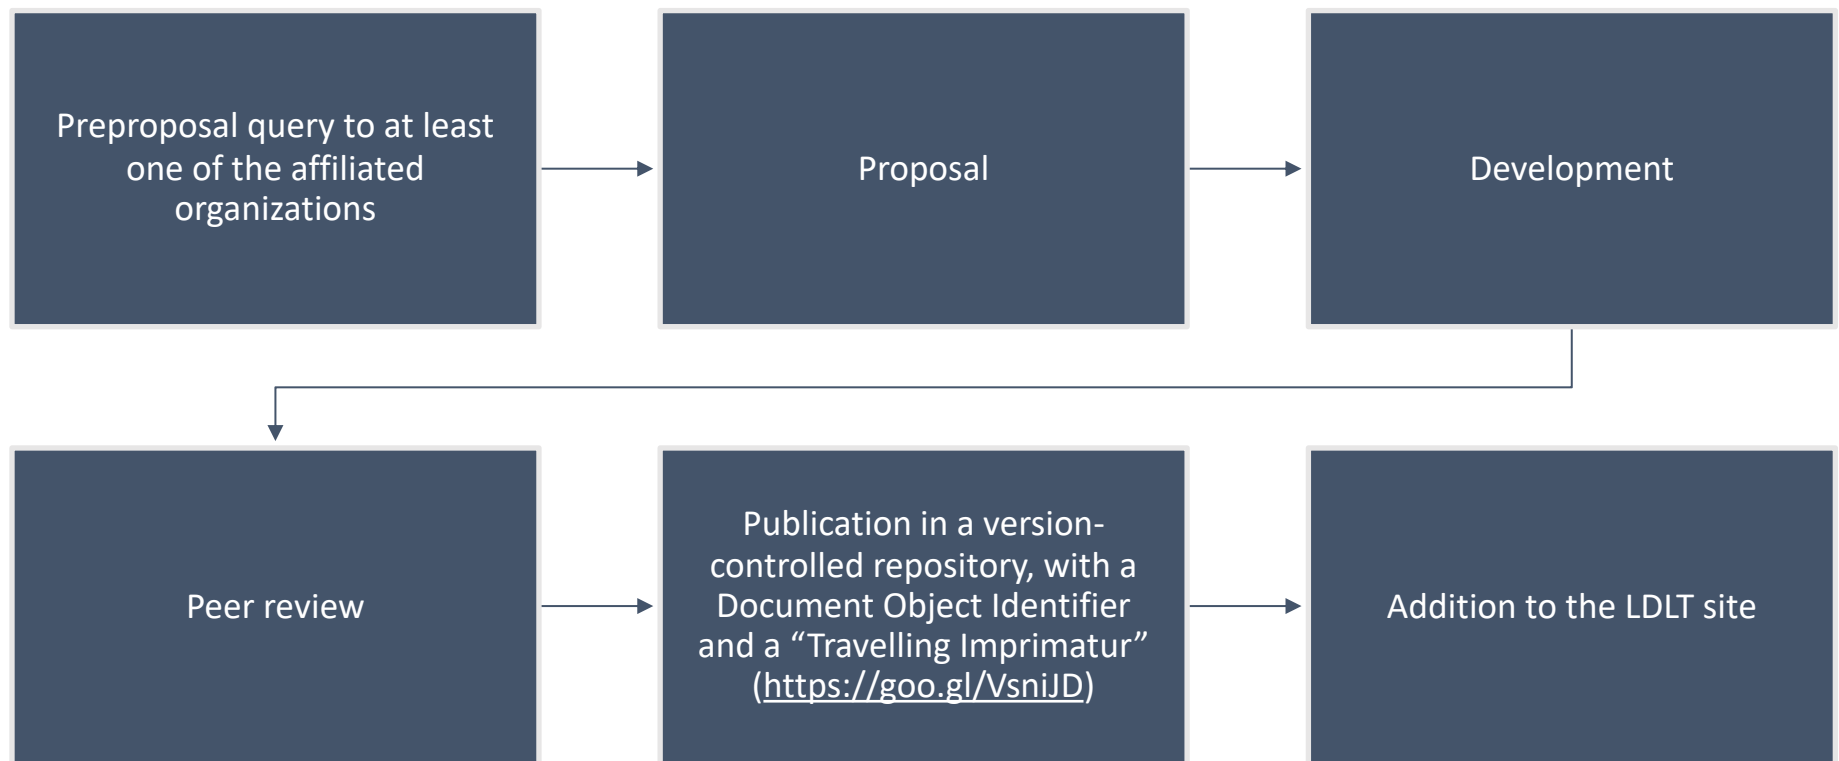 Preproposal query to at least
one of the affiliated
organizations
Proposal
Development
Peer review
Publication in a version-
controlled repository, with a
Document Object Identifier
and a “Travelling Imprimatur”
(https://goo.gl/VsniJD)
Addition to the LDLT site